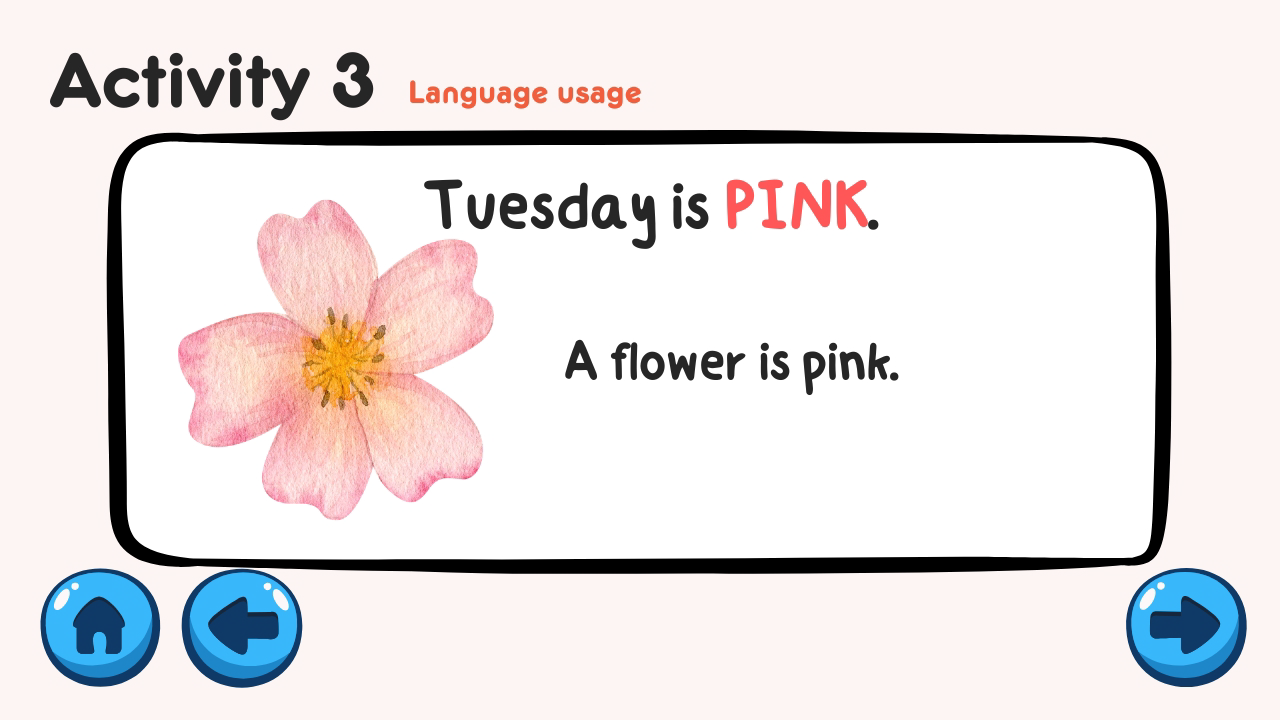 Activity 3
Language usage
Tuesday is PINK.
A flower is pink.